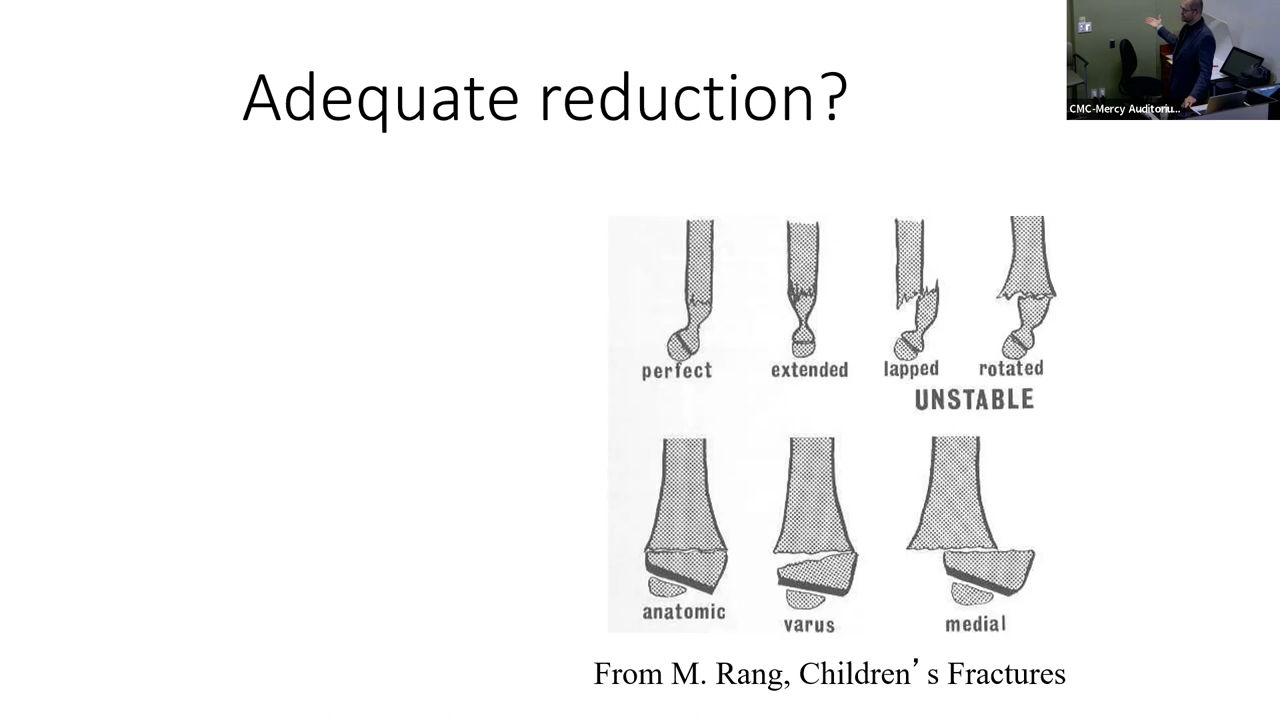 Adequate reduction?
CMC-Mercy Auditoriu...
perfect extended lapped rotated
UNSTABLE
anatomic varus medial
From M. Rang, Children’s Fractures